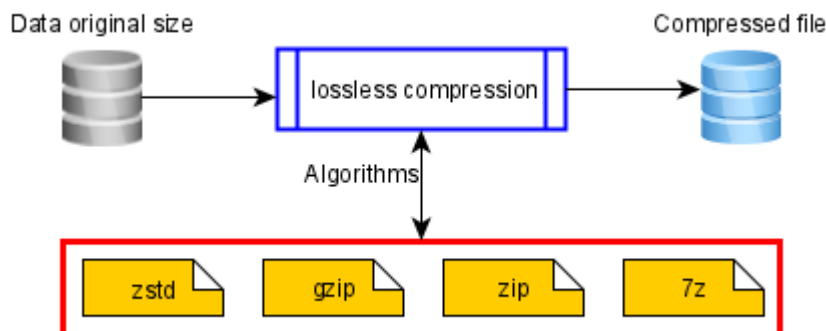 Data original size
Compressed file
lossless compression
Algorithms
zstd
gzip
zip
7z